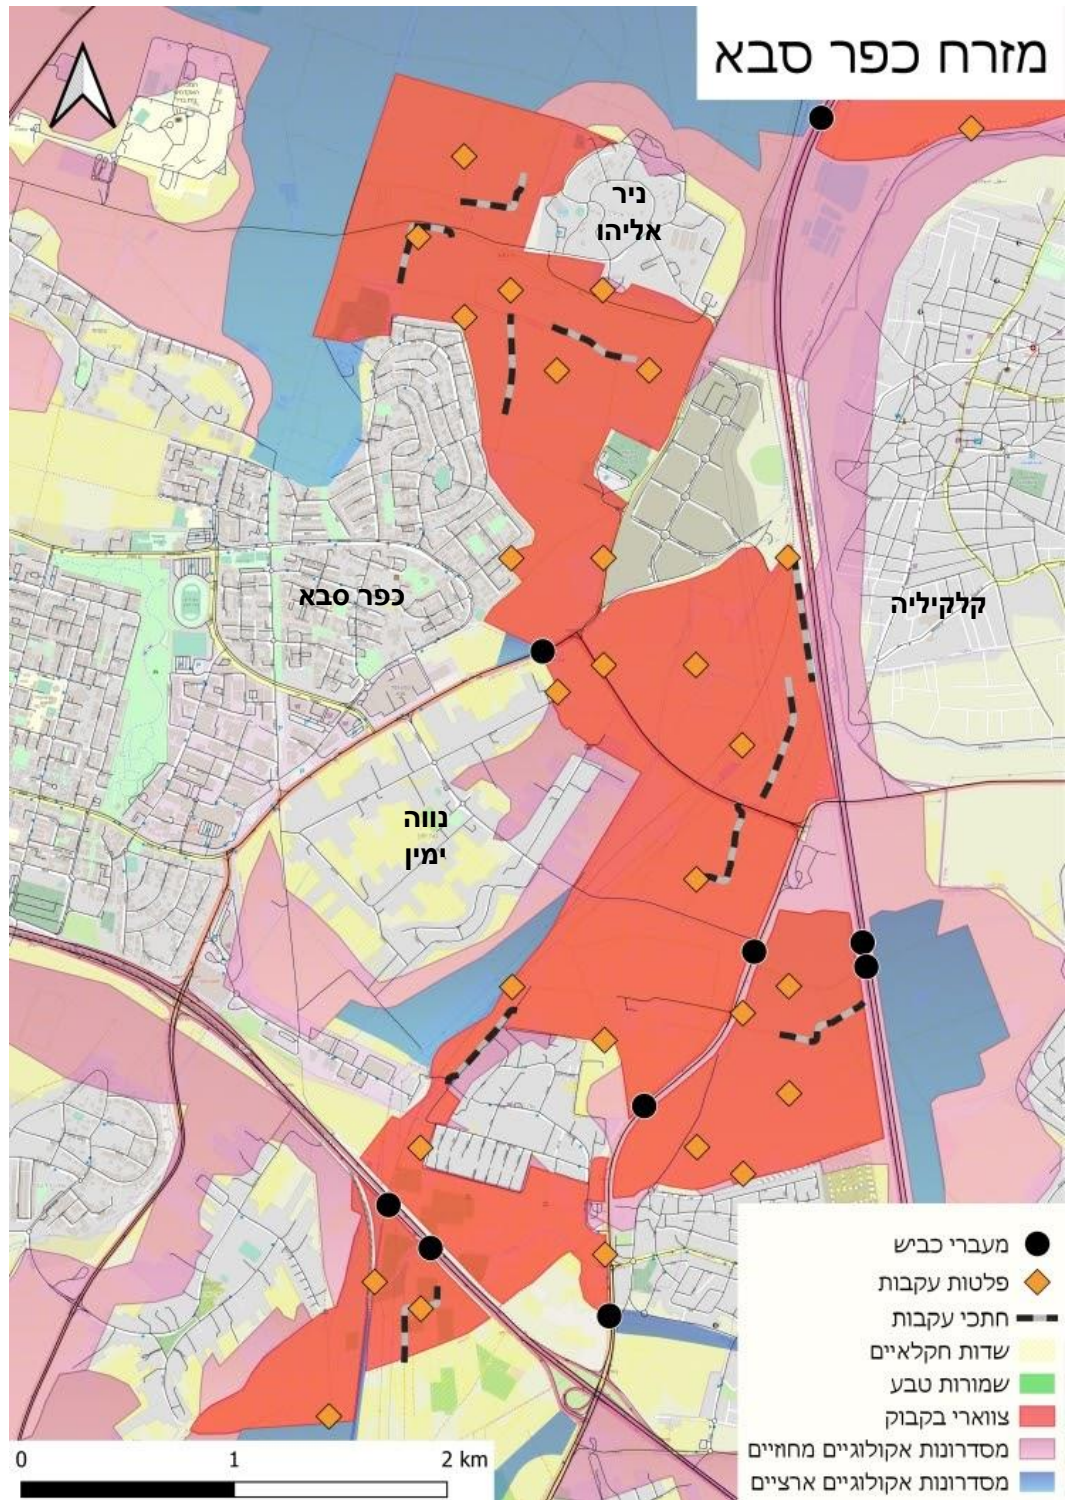 מזרח כפר סבא
ניר
אליהו
כפר סבא
קלקיליה
נווה
ימין
מעברי כביש
פלטות עקבות
חתכי עקבות
שדות חקלאיים
שמורות טבע
צווארי בקבוק
מסדרונות אקולוגיים מחוזיים
מסדרונות אקולוגיים ארציים
0 1 2 km